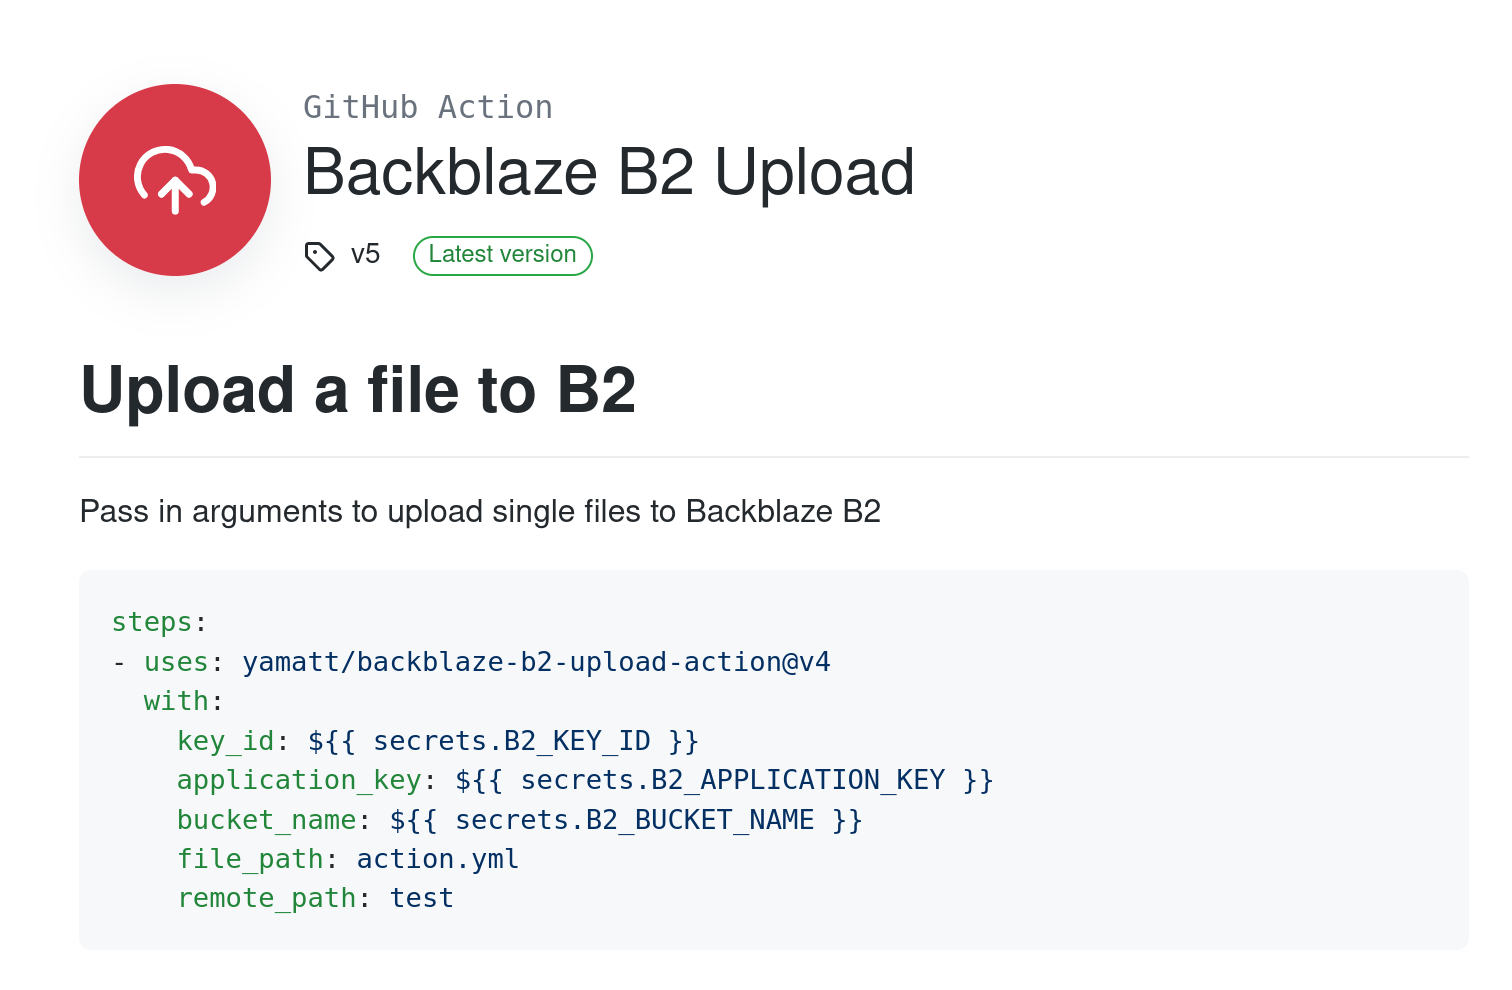 GitHub Action
Backblaze B2 Upload
v5 Latest version
Upload a file to B2
Pass in arguments to upload single files to Backblaze B2
steps:
- uses: yamatt/backblaze-b2-upload-action@v4
  with:
    key_id: ${{ secrets.B2_KEY_ID }}
    application_key: ${{ secrets.B2_APPLICATION_KEY }}
    bucket_name: ${{ secrets.B2_BUCKET_NAME }}
    file_path: action.yml
    remote_path: test